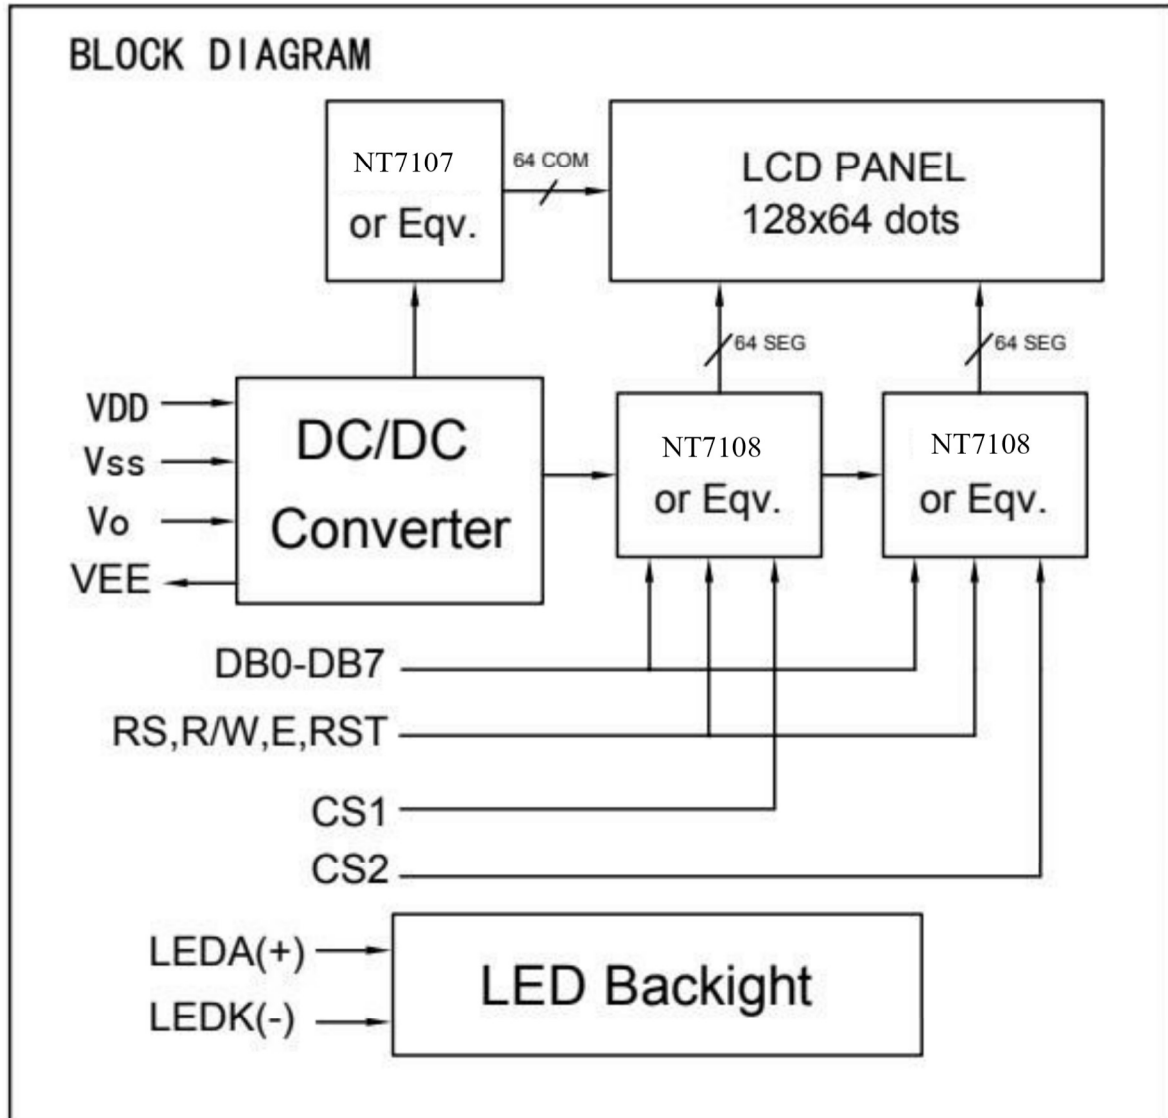 BLOCK DIAGRAM
NT7107
or Eqv.
64 COM
LCD PANEL
128x64 dots
64 SEG
64 SEG
VDD
Vss
Vo
VEE
DC/DC
Converter
NT7108
or Eqv.
NT7108
or Eqv.
DB0-DB7
RS,R/W,E,RST
CS1
CS2
LEDA(+)
LEDK(-)
LED Backight